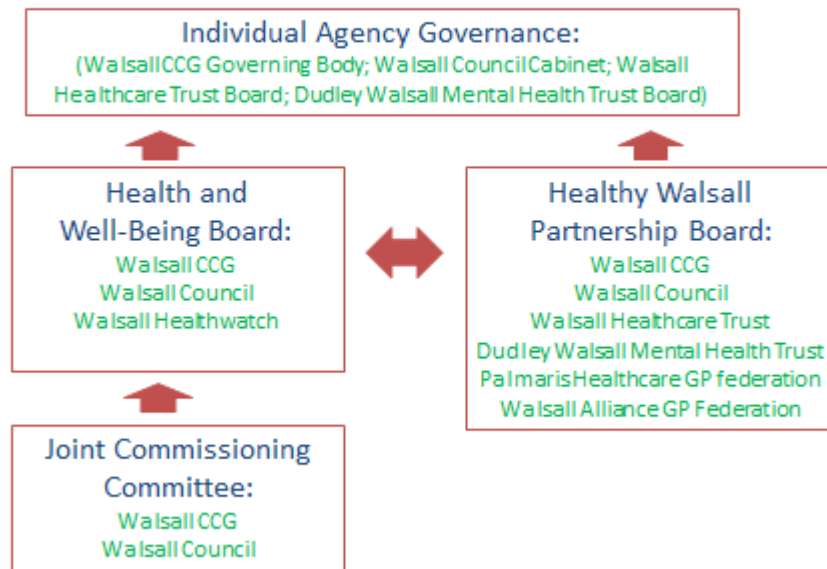 Individual Agency Governance:
(Walsall CCG Governing Body; Walsall Council Cabinet; Walsall
Healthcare Trust Board; Dudley Walsall Mental Health Trust Board)
Health and
Well-Being Board:
Walsall CCG
Walsall Council
Walsall Healthwatch
Healthy Walsall
Partnership Board:
Walsall CCG
Walsall Council
Walsall Healthcare Trust
Dudley Walsall Mental Health Trust
Palmaris Healthcare GP federation
Walsall Alliance GP Federation
Joint Commissioning
Committee:
Walsall CCG
Walsall Council